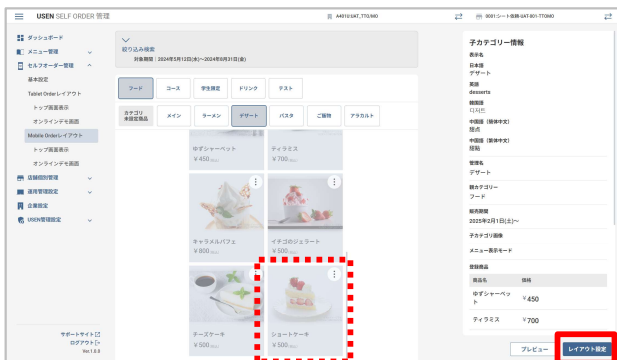 USEN SELF ORDER 管理
A4010:UAT_TTO/MO
0001:シート依頼-UAT-001-TTOMO
ダッシュボード
メニュー管理
セルフオーダー管理
基本設定
Tablet Orderレイアウト
トップ画面表示
オンラインデモ画面
Mobile Orderレイアウト
トップ画面表示
オンラインデモ画面
店舗個別管理
運用管理設定
企業設定
USEN管理設定
サポートサイト
ログアウト
Ver.1.0.0
絞り込み検索
対象期間：2024年5月12日(水)～2024年8月31日(金)
フード
コース
学生限定
ドリンク
テスト
カテゴリ
未設定商品
メイン
ラーメン
デザート
パスタ
ご飯物
アラカルト
ゆずシャーベット
¥450
ティラミス
¥700
キャラメルパフェ
¥800
イチゴのジェラート
¥500
チーズケーキ
¥500
ショートケーキ
¥500
子カテゴリー情報
表示名
日本語
デザート
英語
desserts
韓国語
디저트
中国語（簡体中文）
甜点
中国語（繁体中文）
甜點
管理名
デザート
親カテゴリー
フード
販売期間
2025年2月1日(土)～
子カテゴリ画像
メニュー表示モード
登録商品
商品名 価格
ゆずシャーベッ
ト
¥450
ティラミス ¥700
プレビュー
レイアウト設定